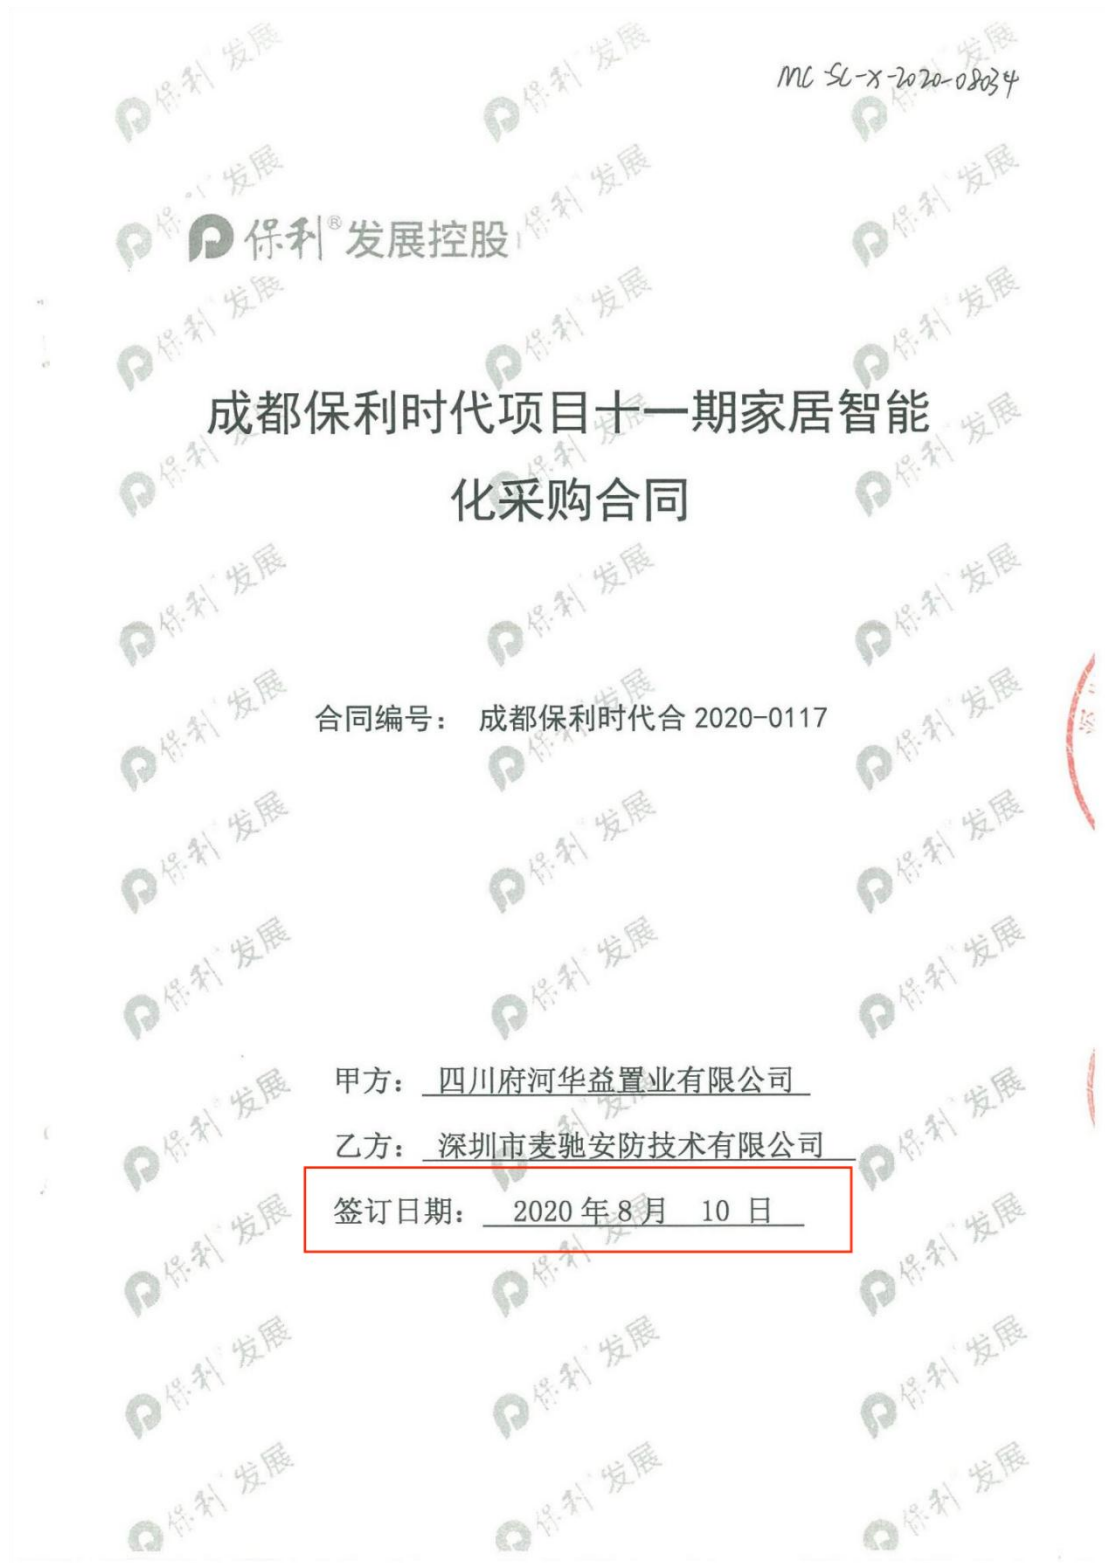 MC SC-X-2020-08034
保利®发展控股
成都保利时代项目十一期家居智能
化采购合同
合同编号： 成都保利时代合 2020-0117
甲方： 四川府河华益置业有限公司
乙方： 深圳市麦驰安防技术有限公司
签订日期： 2020 年 8 月 10 日
保利 发展